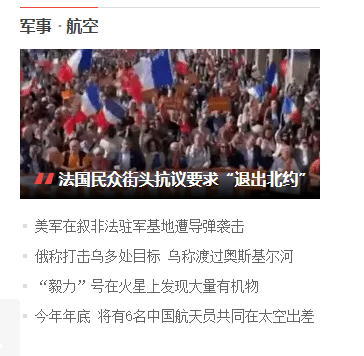 军事·航空
法国民众街头抗议要求“退出北约”
美军在叙非法驻军基地遭导弹袭击
俄称打击乌多处目标 乌称渡过奥斯基尔河
“毅力”号在火星上发现大量有机物
今年年底 将有6名中国航天员共同在太空出差